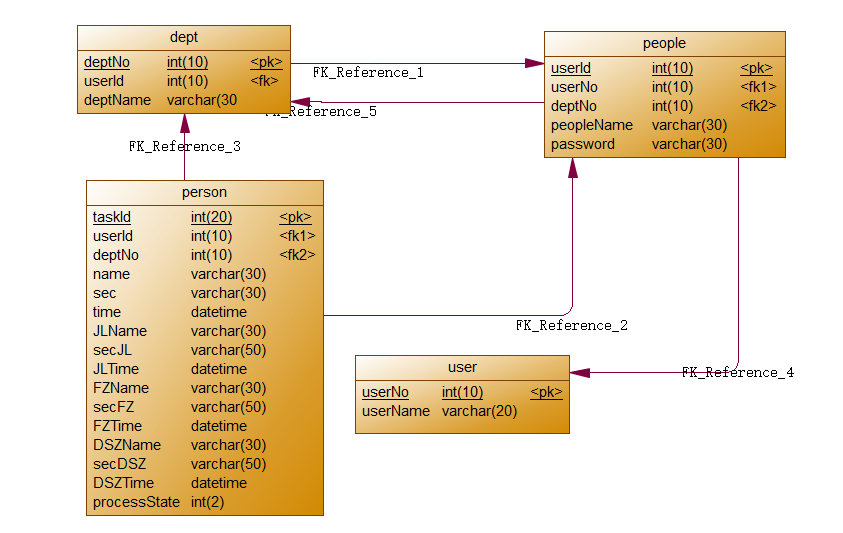 dept
deptNo int(10) <pk>
userId int(10) <fk>
deptName varchar(30
people
userId int(10) <pk>
userNo int(10) <fk1>
deptNo int(10) <fk2>
peopleName varchar(30)
password varchar(30)
FK_Reference_1
FK_Reference_5
FK_Reference_3
person
taskId int(20) <pk>
userId int(10) <fk1>
deptNo int(10) <fk2>
name varchar(30)
sec varchar(30)
time datetime
JLName varchar(30)
secJL varchar(50)
JLTime datetime
FZName varchar(30)
secFZ varchar(50)
FZTime datetime
DSZName varchar(30)
secDSZ varchar(50)
DSZTime datetime
processState int(2)
FK_Reference_2
user
userNo int(10) <pk>
userName varchar(20)
FK_Reference_4